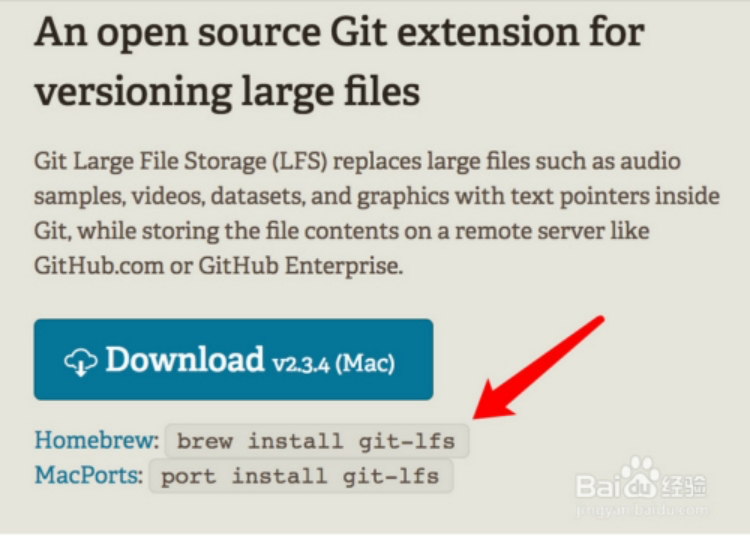 An open source Git extension for
versioning large files
Git Large File Storage (LFS) replaces large files such as audio
samples, videos, datasets, and graphics with text pointers inside
Git, while storing the file contents on a remote server like
GitHub.com or GitHub Enterprise.
Download v2.3.4 (Mac)
Homebrew: brew install git-lfs
MacPorts: port install git-lfs
Baidu 经验
jingyan.baidu.com